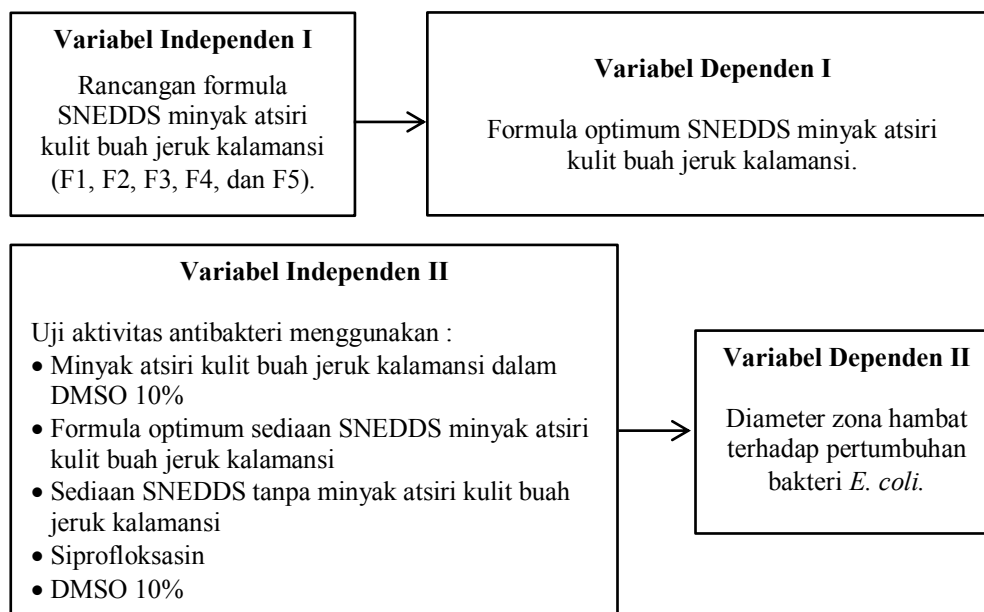 Variabel Independen I
Rancangan formula
SNEDDS minyak atsiri
kulit buah jeruk kalamansi
(F1, F2, F3, F4, dan F5).
Variabel Dependen I
Formula optimum SNEDDS minyak atsiri
kulit buah jeruk kalamansi.
Variabel Independen II
Uji aktivitas antibakteri menggunakan :
• Minyak atsiri kulit buah jeruk kalamansi dalam
DMSO 10%
• Formula optimum sediaan SNEDDS minyak atsiri
kulit buah jeruk kalamansi
• Sediaan SNEDDS tanpa minyak atsiri kulit buah
jeruk kalamansi
• Siprofloksasin
• DMSO 10%
Variabel Dependen II
Diameter zona hambat
terhadap pertumbuhan
bakteri E. coli.